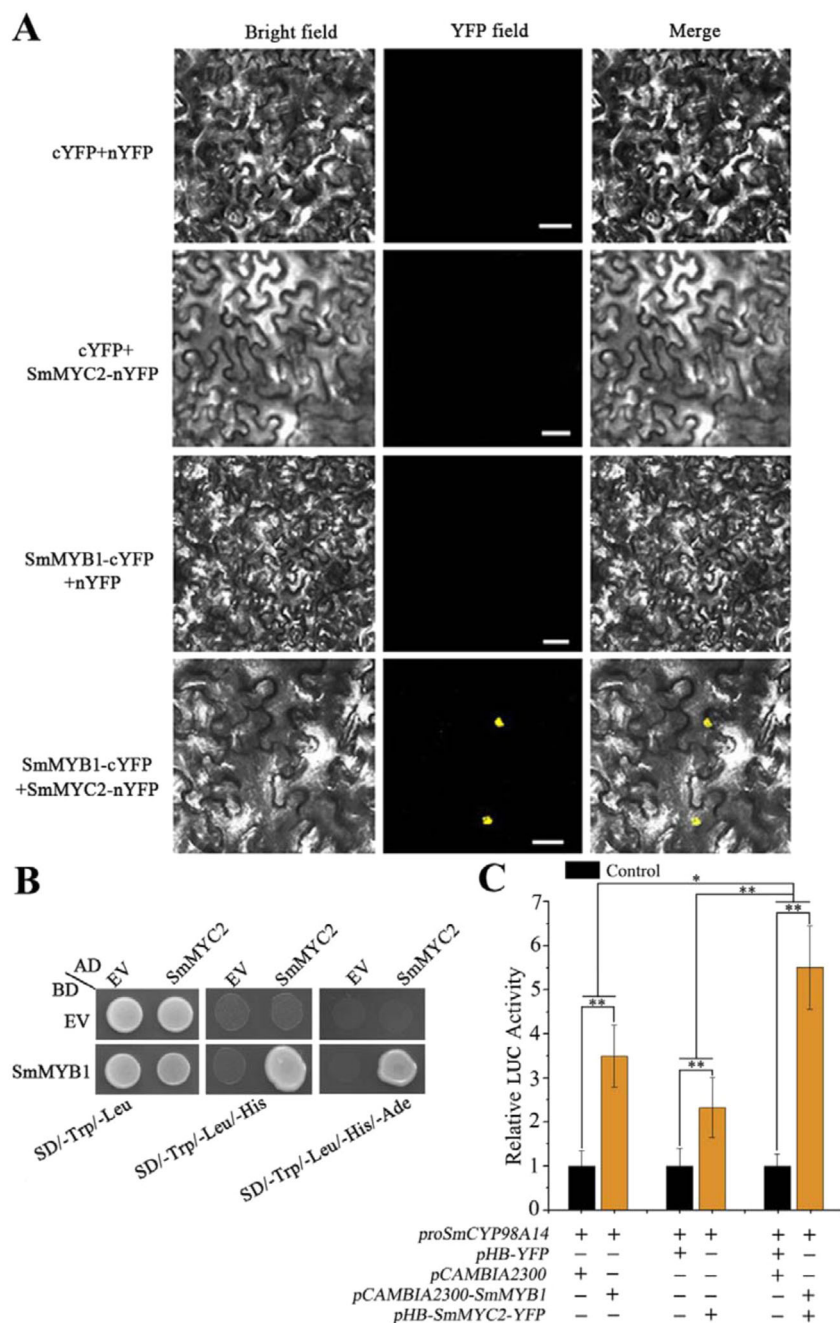 A
Bright field YFP field Merge
cYFP+nYFP
cYFP+
SmMYC2-nYFP
SmMYB1-cYFP
+nYFP
SmMYB1-cYFP
+SmMYC2-nYFP
B
AD EV SmMYC2 EV SmMYC2 EV SmMYC2
BD
EV
SmMYB1
SD/-Trp/-Leu
SD/-Trp/-Leu/-His
SD/-Trp/-Leu/-His/-Ade
C
Control
* ** ** ** **
Relative LUC Activity
7
6
5
4
3
2
1
0
proSmCYP98A14 + + + + + +
pHB-YFP − − + − + −
pCAMBIA2300 + − − − + −
pCAMBIA2300-SmMYB1 − + − − − +
pHB-SmMYC2-YFP − − − + − +